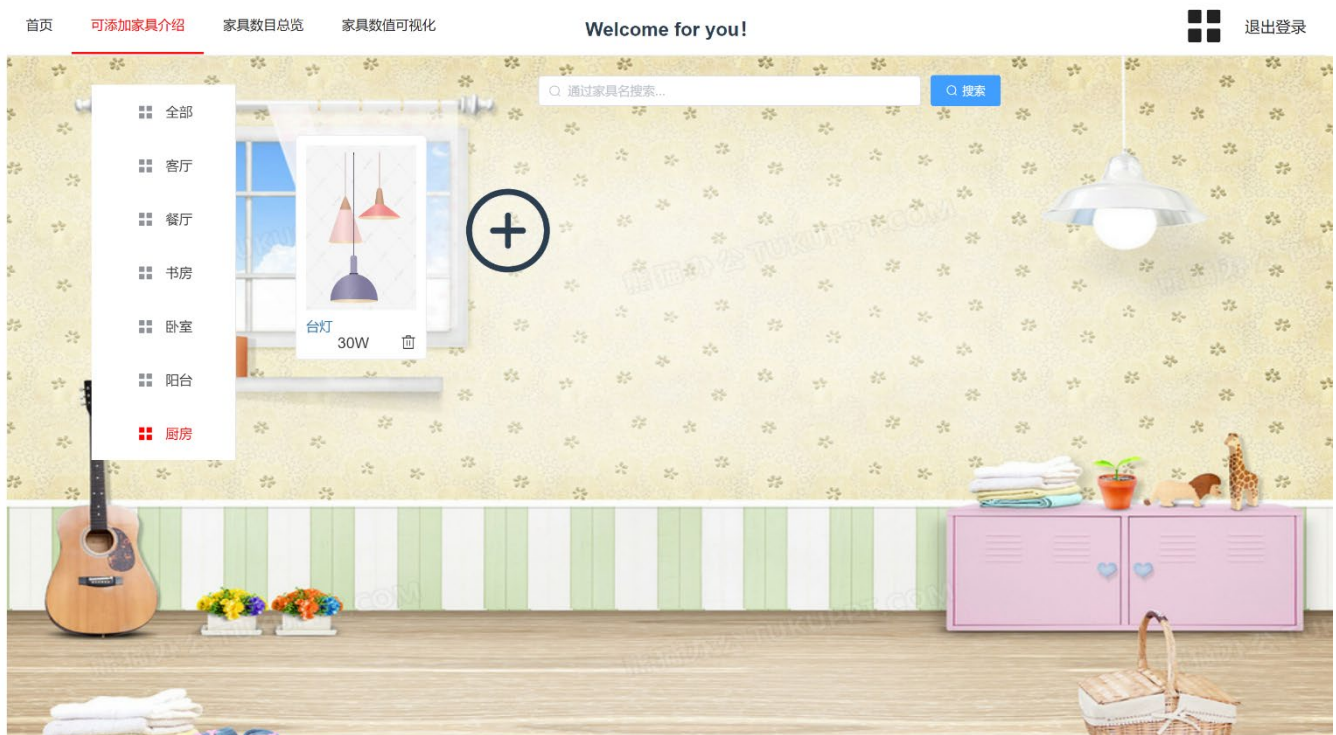 首页 可添加家具介绍 家具数目总览 家具数值可视化 Welcome for you! 退出登录
通过家具名搜索... 搜索
全部
客厅
餐厅
书房
卧室
阳台
厨房
台灯
30W